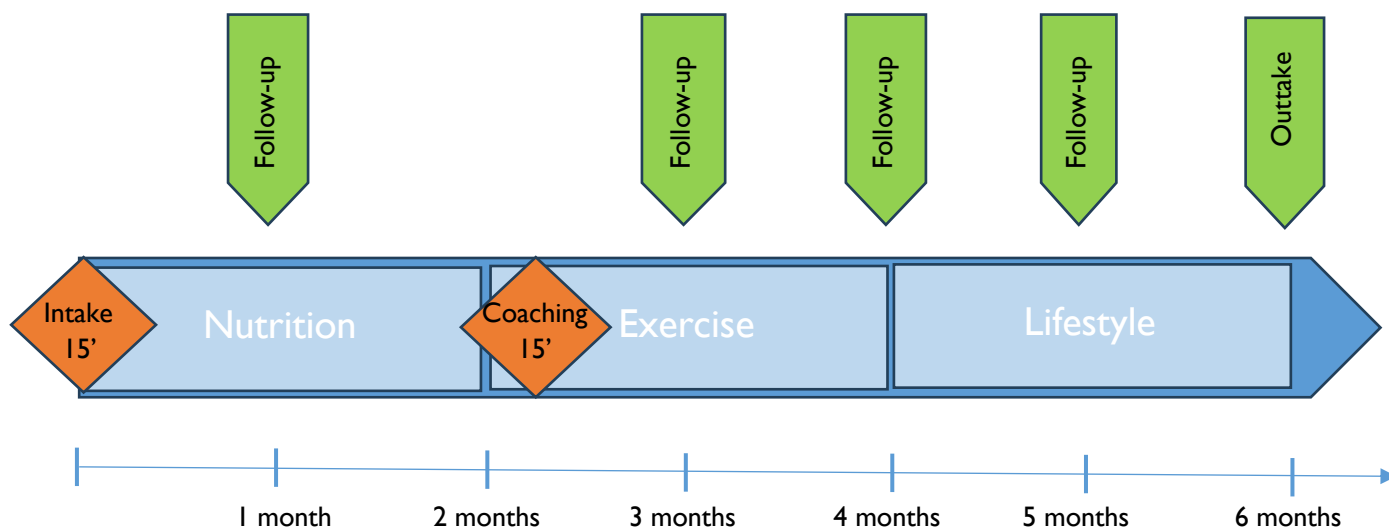 Follow-up
Follow-up
Follow-up
Follow-up
Outtake
Intake
15’
Nutrition
Coaching
15’
Exercise
Lifestyle
1 month
2 months
3 months
4 months
5 months
6 months